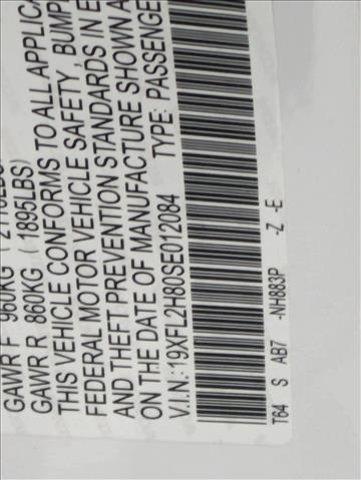 GAWR F 960KG
GAWR R 860KG ( 1895LBS)
THIS VEHICLE CONFORMS TO ALL APPLICA
FEDERAL MOTOR VEHICLE SAFETY , BUMP
AND THEFT PREVENTION STANDARDS IN E
ON THE DATE OF MANUFACTURE SHOWN A
V.I.N.:19XFL2H80SE012084 TYPE: PASSENGE
T64 S AB7 -NH883P -Z -E